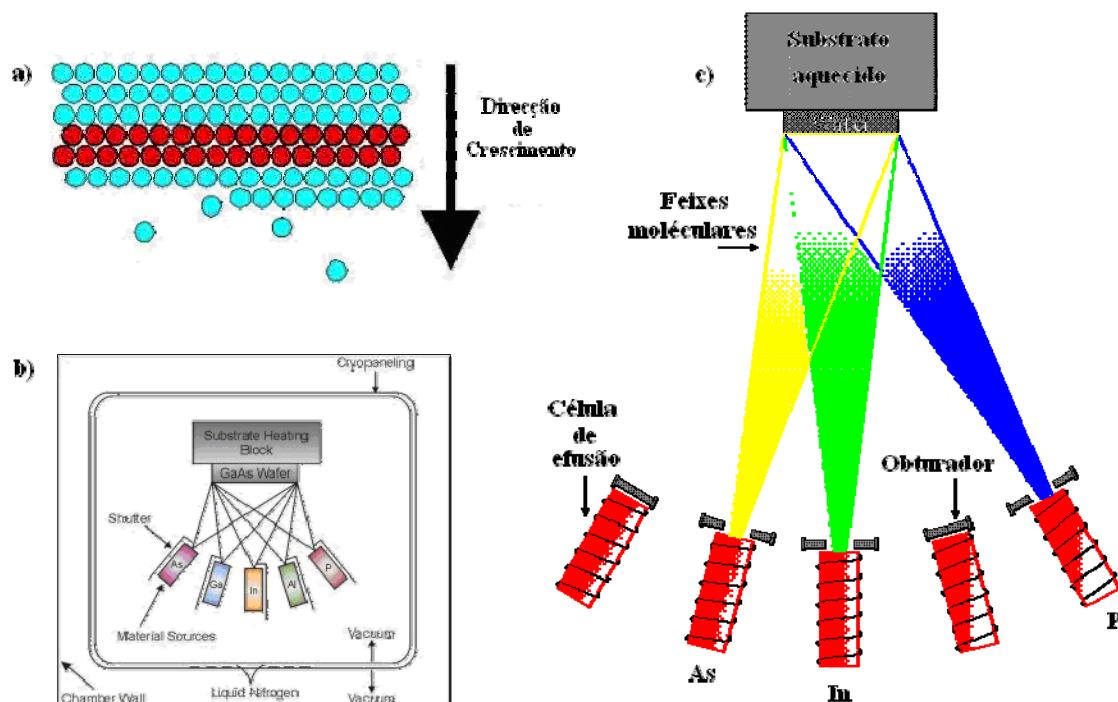 a)
Direcção
de
Crescimento
b)
Cryopaneling
Substrate Heating
Block
GaAs Wafer
Shutter
As
Ga
In
Al
P
Material Sources
Vacuum
Liquid Nitrogen
Chamber Wall
Vacuum
c)
Substrato
aquecido
Feixes
moléculares
Célula
de
efusão
Obturador
As
In